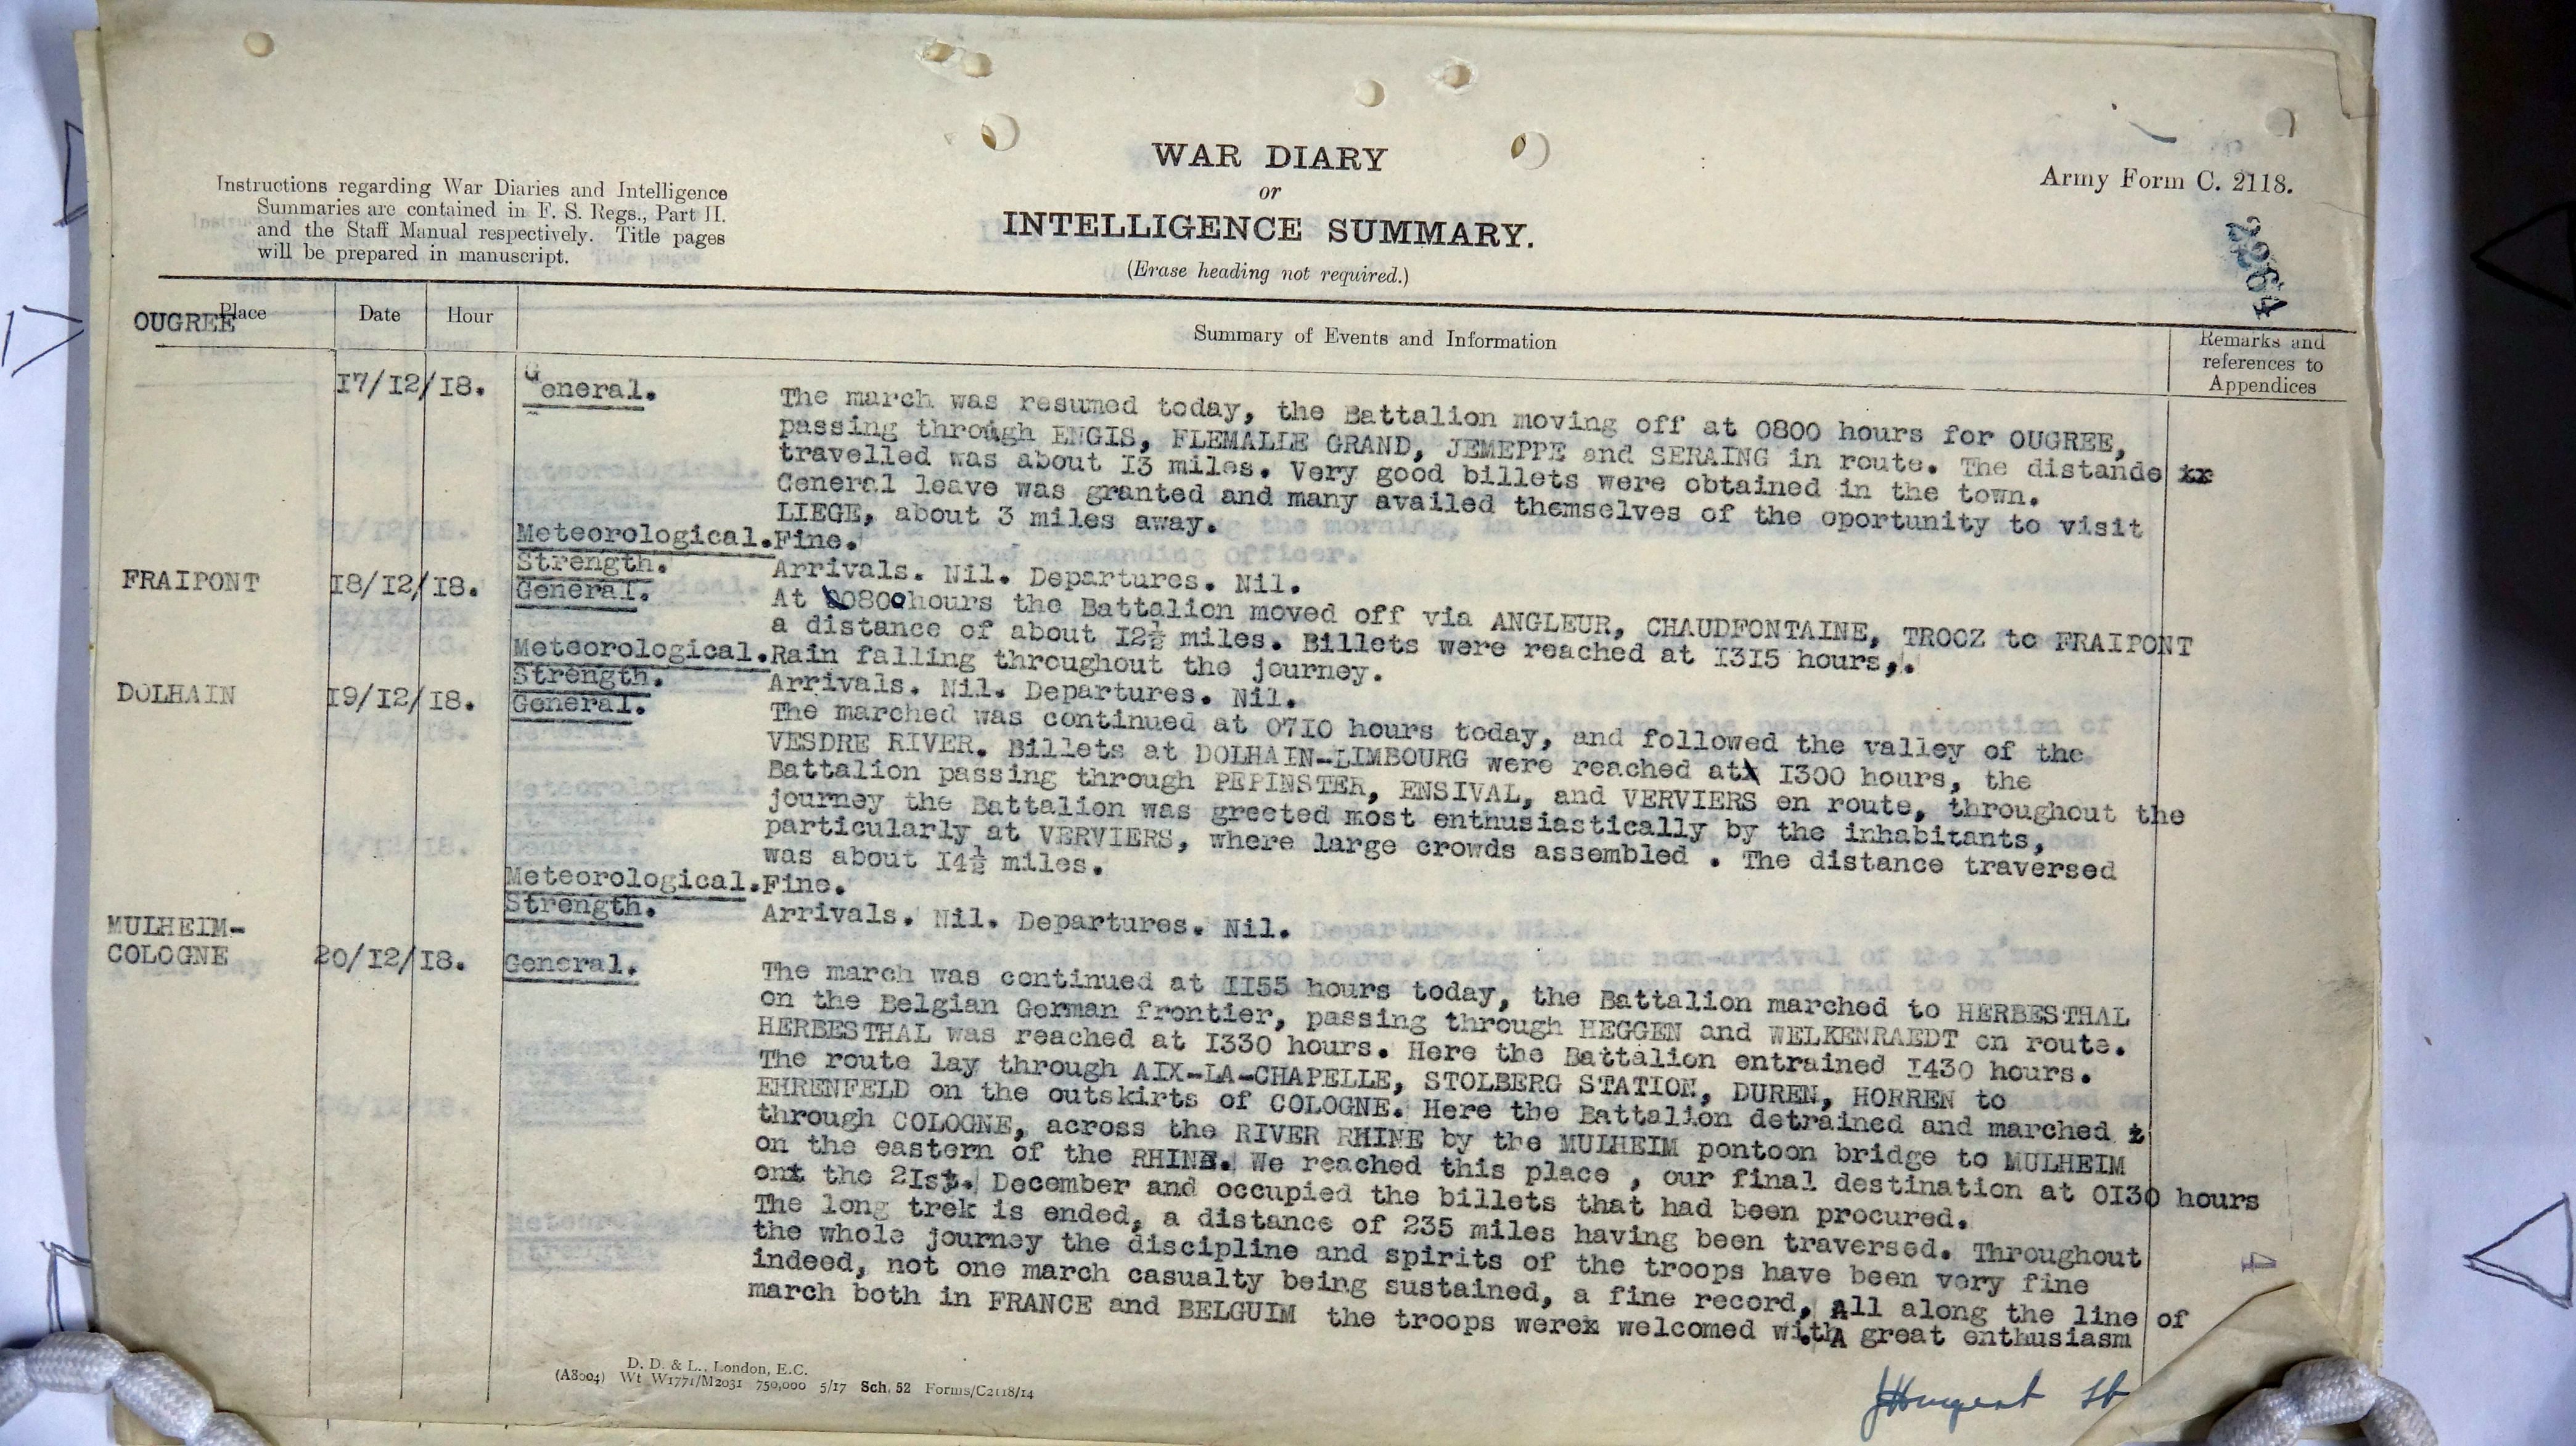 WAR DIARY
or
INTELLIGENCE SUMMARY.
(Erase heading not required.)
Instructions regarding War Diaries and Intelligence
Summaries are contained in F. S. Regs., Part II.
and the Staff Manual respectively. Title pages
will be prepared in manuscript.
Army Form C. 2118.
Place
Date
Hour
Summary of Events and Information
Remarks and
references to
Appendices
OUGREE
17/12/18.
General.
The march was resumed today, the Battalion moving off at 0800 hours for OUGREE,
passing through ENGIS, FLEMALLE GRAND, JEMEPPE and SERAING in route. The distande
travelled was about I3 miles. Very good billets were obtained in the town.
General leave was granted and many availed themselves of the oportunity to visit
LIEGE, about 3 miles away.
Meteorological. Fine.
Strength. Arrivals. Nil. Departures. Nil.
FRAIPONT
18/12/18.
General.
At 0800 hours the Battalion moved off via ANGLEUR, CHAUDFONTAINE, TROOZ to FRAIPONT
a distance of about I2½ miles. Billets were reached at I3I5 hours,.
Meteorological. Rain falling throughout the journey.
Strength. Arrivals. Nil. Departures. Nil.
DOLHAIN
19/12/18.
General.
The marched was continued at 07I0 hours today, and followed the valley of the
VESDRE RIVER. Billets at DOLHAIN-LIMBOURG were reached at I300 hours, the
Battalion passing through PEPINSTER, ENSIVAL, and VERVIERS en route, throughout the
journey the Battalion was greeted most enthusiastically by the inhabitants,
particularly at VERVIERS, where large crowds assembled . The distance traversed
was about I4½ miles.
Meteorological. Fine.
Strength. Arrivals. Nil. Departures. Nil.
MULHEIM-
COLOGNE
20/12/18.
General.
The march was continued at II55 hours today, the Battalion marched to HERBESTHAL
on the Belgian German frontier, passing through HEGGEN and WELKENRAEDT en route.
HERBESTHAL was reached at I330 hours. Here the Battalion entrained I430 hours.
The route lay through AIX-LA-CHAPELLE, STOLBERG STATION, DUREN, HORREN to
EHRENFELD on the outskirts of COLOGNE. Here the Battalion detrained and marched
through COLOGNE, across the RIVER RHINE by the MULHEIM pontoon bridge to MULHEIM
on the eastern of the RHINE. We reached this place , our final destination at 0I30 hours
on the 2Ist. December and occupied the billets that had been procured.
The long trek is ended, a distance of 235 miles having been traversed. Throughout
the whole journey the discipline and spirits of the troops have been very fine
indeed, not one march casualty being sustained, a fine record, All along the line of
march both in FRANCE and BELGUIM the troops were welcomed with great enthusiasm
D. D. & L., London, E.C.
(A8004) Wt W1771/M2031 750,000 5/17 Sch. 52 Forms/C2118/14